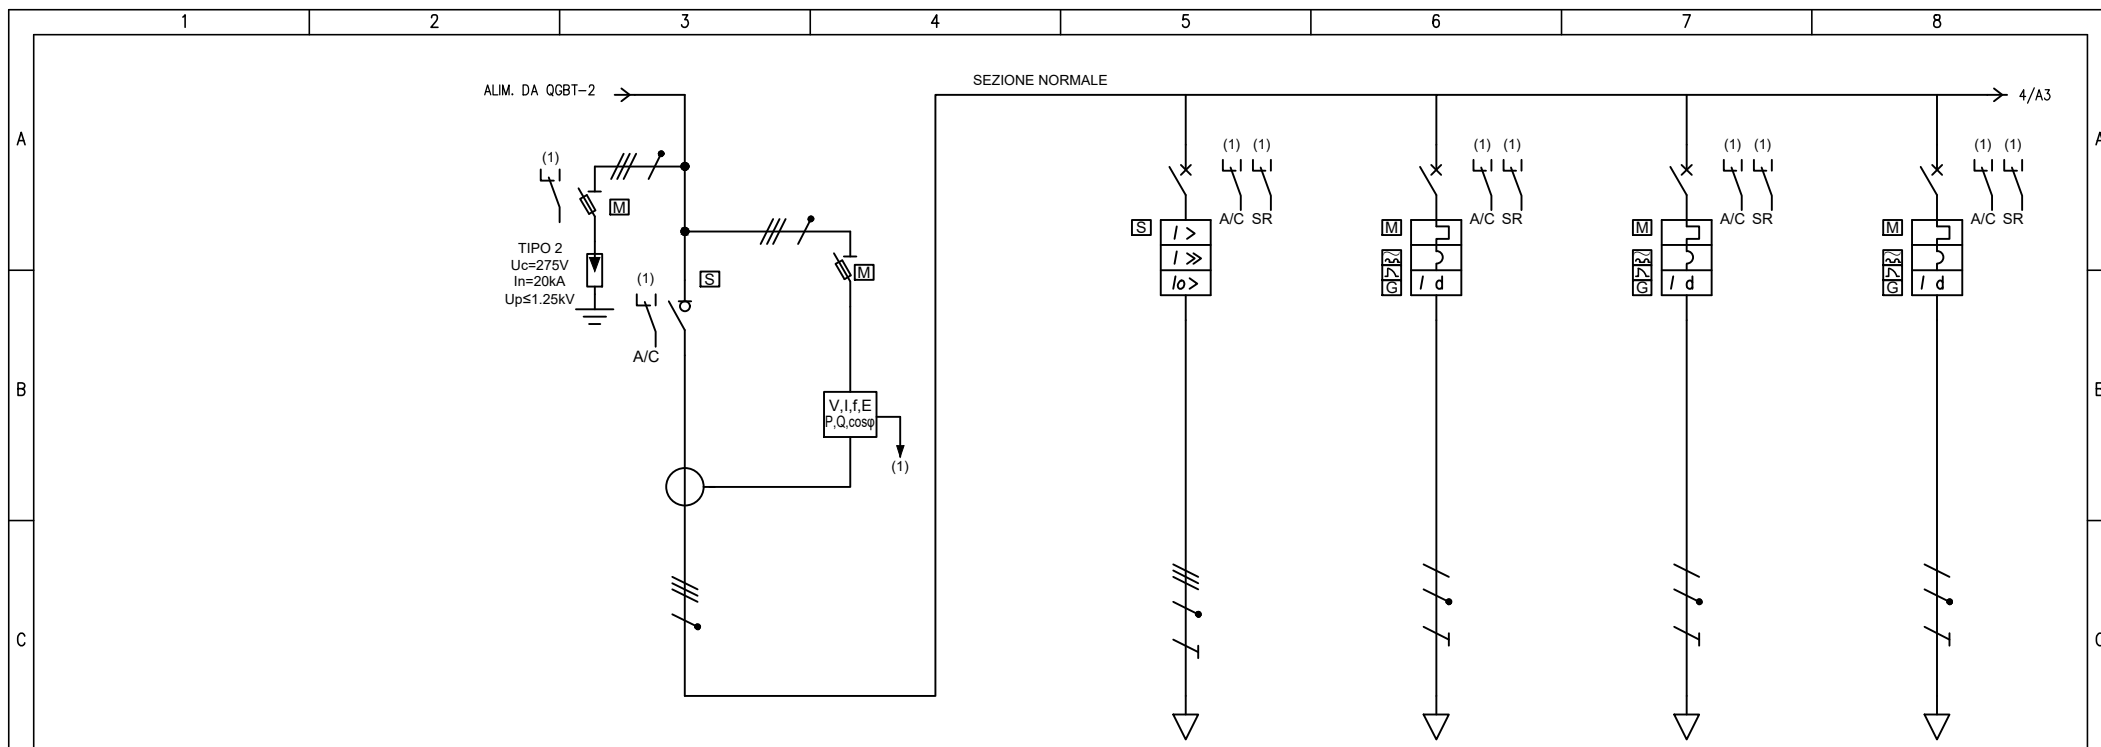 1 2 3 4 5 6 7 8
ALIM. DA QGBT-2
SEZIONE NORMALE
4/A3
A
A
(1)
M
(1) (1)
A/C SR
(1) (1)
A/C SR
(1) (1)
A/C SR
(1) (1)
A/C SR
TIPO 2
Uc=275V
In=20kA
Up≤1.25kV
(1)
S
A/C
M
S
I >
I >>
Io>
M
G
I d
M
G
I d
M
G
I d
B
B
V,I,f,E
P,Q,cosφ
(1)
C
C